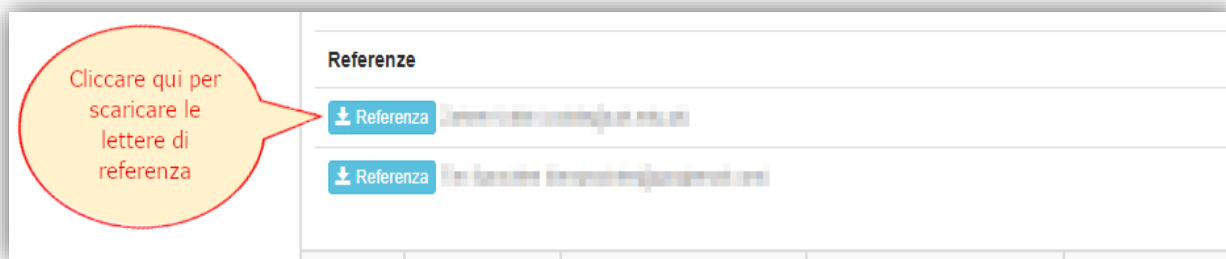 Cliccare qui per
scaricare le
lettere di
referenza
Referenze
Referenza
Referenza